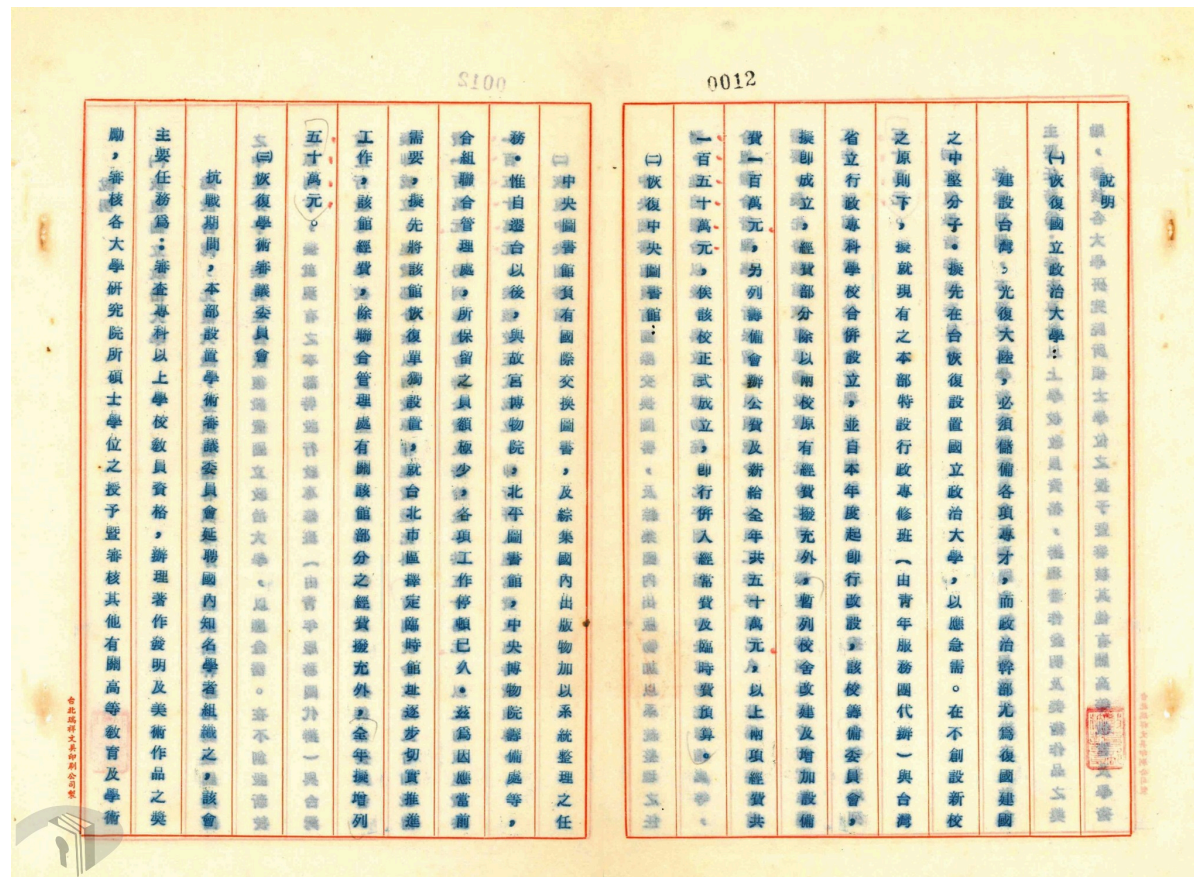 0012
說明
㈠恢復國立政治大學：
建設台灣，光復大陸，必須儲備各項專才，而政治幹部尤為復國建國
之中堅分子。擬先在台恢復設置國立政治大學，以應急需。在不創設新校
之原則下，擬就現有之本部特設行政專修班（由青年服務團代辦）與台灣
省立行政專科學校合併設立，並自本年度起卽行改設，該校籌備委員會，
擬卽成立，經費部分除以兩校原有經費撥充外，暫列校舍改建及增加設備
費一百萬元，另列籌備會辦公費及薪給全年共五十萬元，以上兩項經費共
一百五十萬元，俟該校正式成立，卽行併入經常費及臨時費預算。
㈡恢復中央圖書館：
中央圖書館負有國際交換圖書，及綜集國內出版物加以系統整理之任
務。惟自遷台以後，與故宮博物院，北平圖書館，中央博物院籌備處等，
合組聯合管理處，所保留之員額極少，各項工作停頓已久。茲為因應當前
需要，擬先將該館恢復單獨設置，就台北市區擇定臨時館址逐步切實推進
工作，該館經費，除聯合管理處有關該館部分之經費撥充外，全年擬增列
五十萬元。
㈢恢復學術審議委員會
抗戰期間，本部設置學術審議委員會延聘國內知名學者組織之，該會
主要任務為：審查專科以上學校教員資格，辦理著作發明及美術作品之獎
勵，審核各大學研究院所碩士學位之授予暨審核其他有關高等教育及學術
台北瑞祥文具印刷公司製